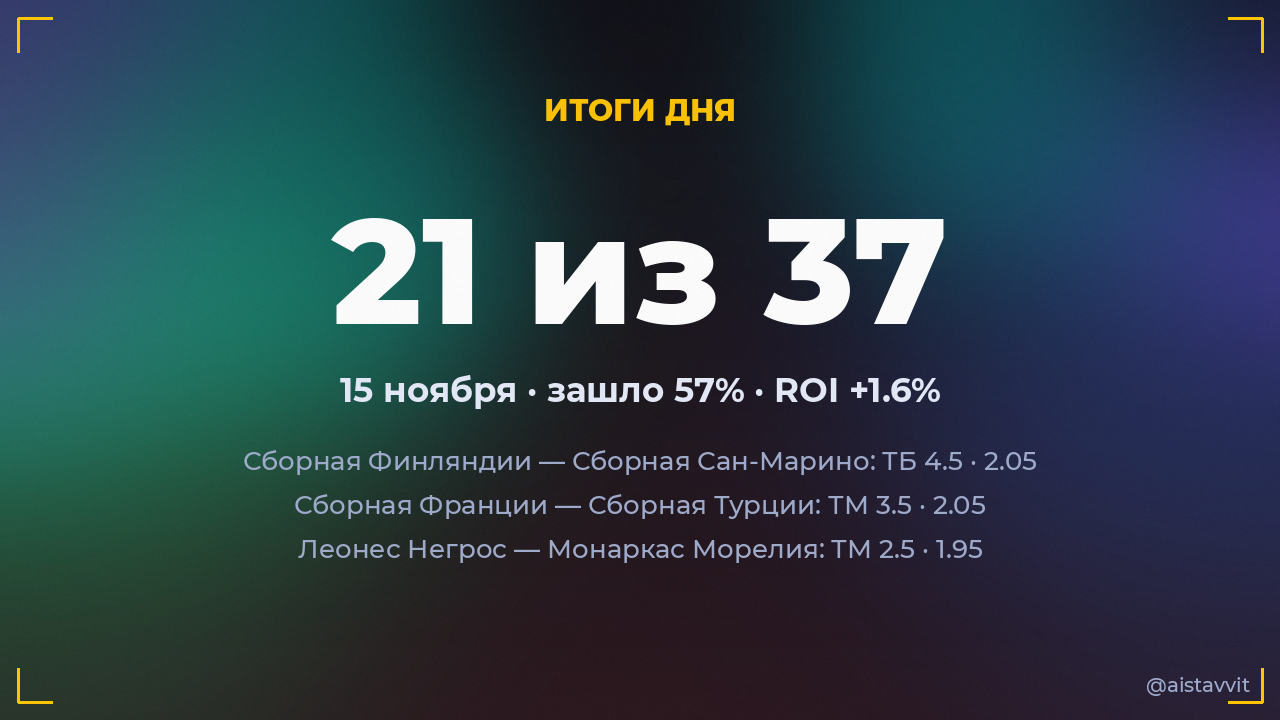 ИТОГИ ДНЯ
21 из 37
15 ноября · зашло 57% · ROI +1.6%
Сборная Финляндии — Сборная Сан-Марино: ТБ 4.5 · 2.05
Сборная Франции — Сборная Турции: ТМ 3.5 · 2.05
Леонес Негрос — Монаркас Морелия: ТМ 2.5 · 1.95
@aistavvit